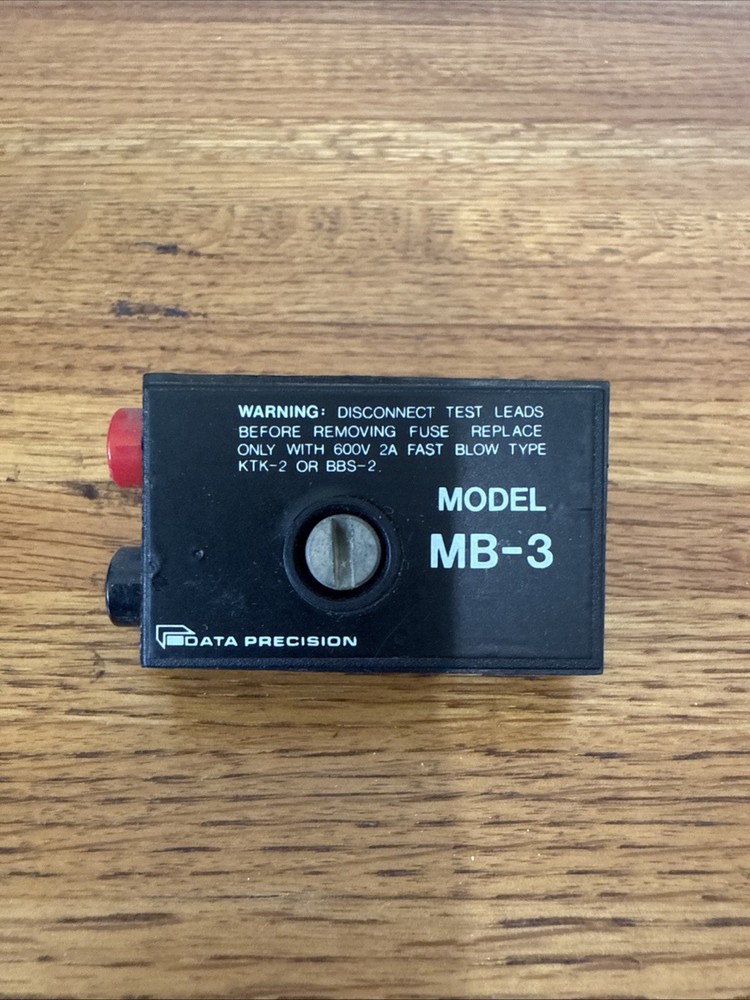 WARNING: DISCONNECT TEST LEADS
BEFORE REMOVING FUSE. REPLACE
ONLY WITH 600V 2A FAST BLOW TYPE
KTK-2 OR BBS-2.
MODEL
MB-3
DATA PRECISION